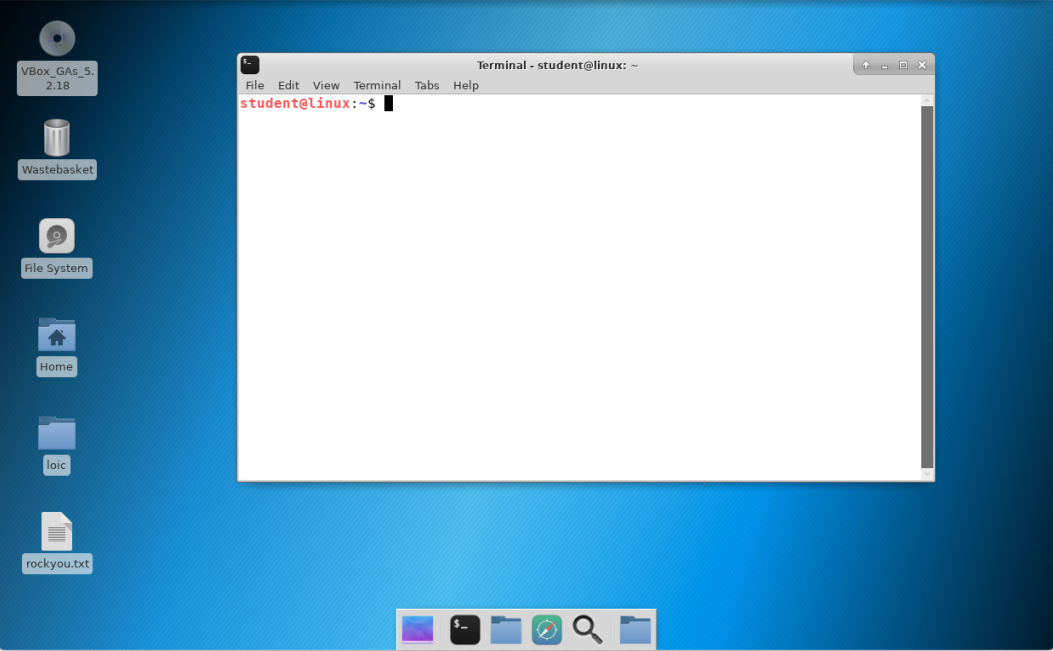 VBox_GAs_5.
2.18
Wastebasket
File System
Home
loic
rockyou.txt
Terminal - student@linux: ~
File Edit View Terminal Tabs Help
student@linux:~$
$_